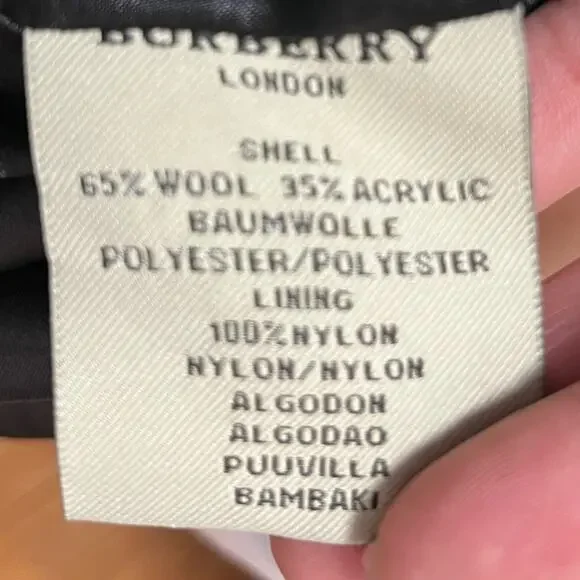 BURBERRY
LONDON
SHELL
65% WOOL 35% ACRYLIC
BAUMWOLLE
POLYESTER/POLYESTER
LINING
100% NYLON
NYLON/NYLON
ALGODON
ALGODAO
PUUVILLA
BAMBAKI